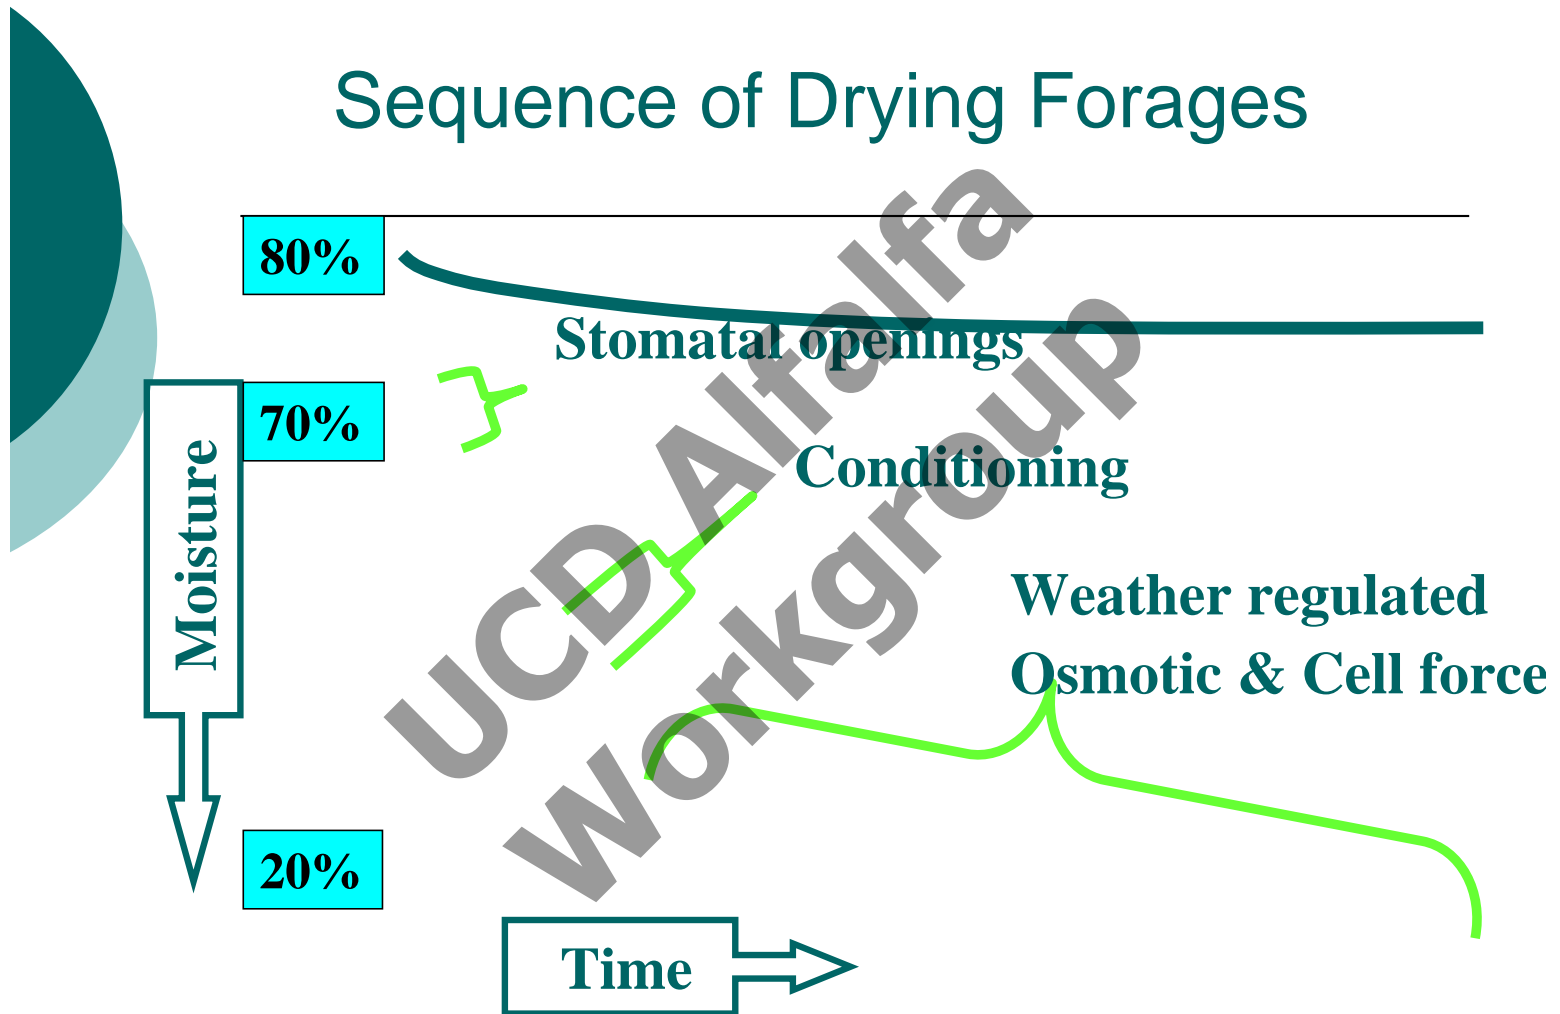 Sequence of Drying Forages
80%
Stomatal openings
70%
Conditioning
Moisture
Weather regulated
Osmotic & Cell force
20%
Time
UCD Alfalfa
Workgroup